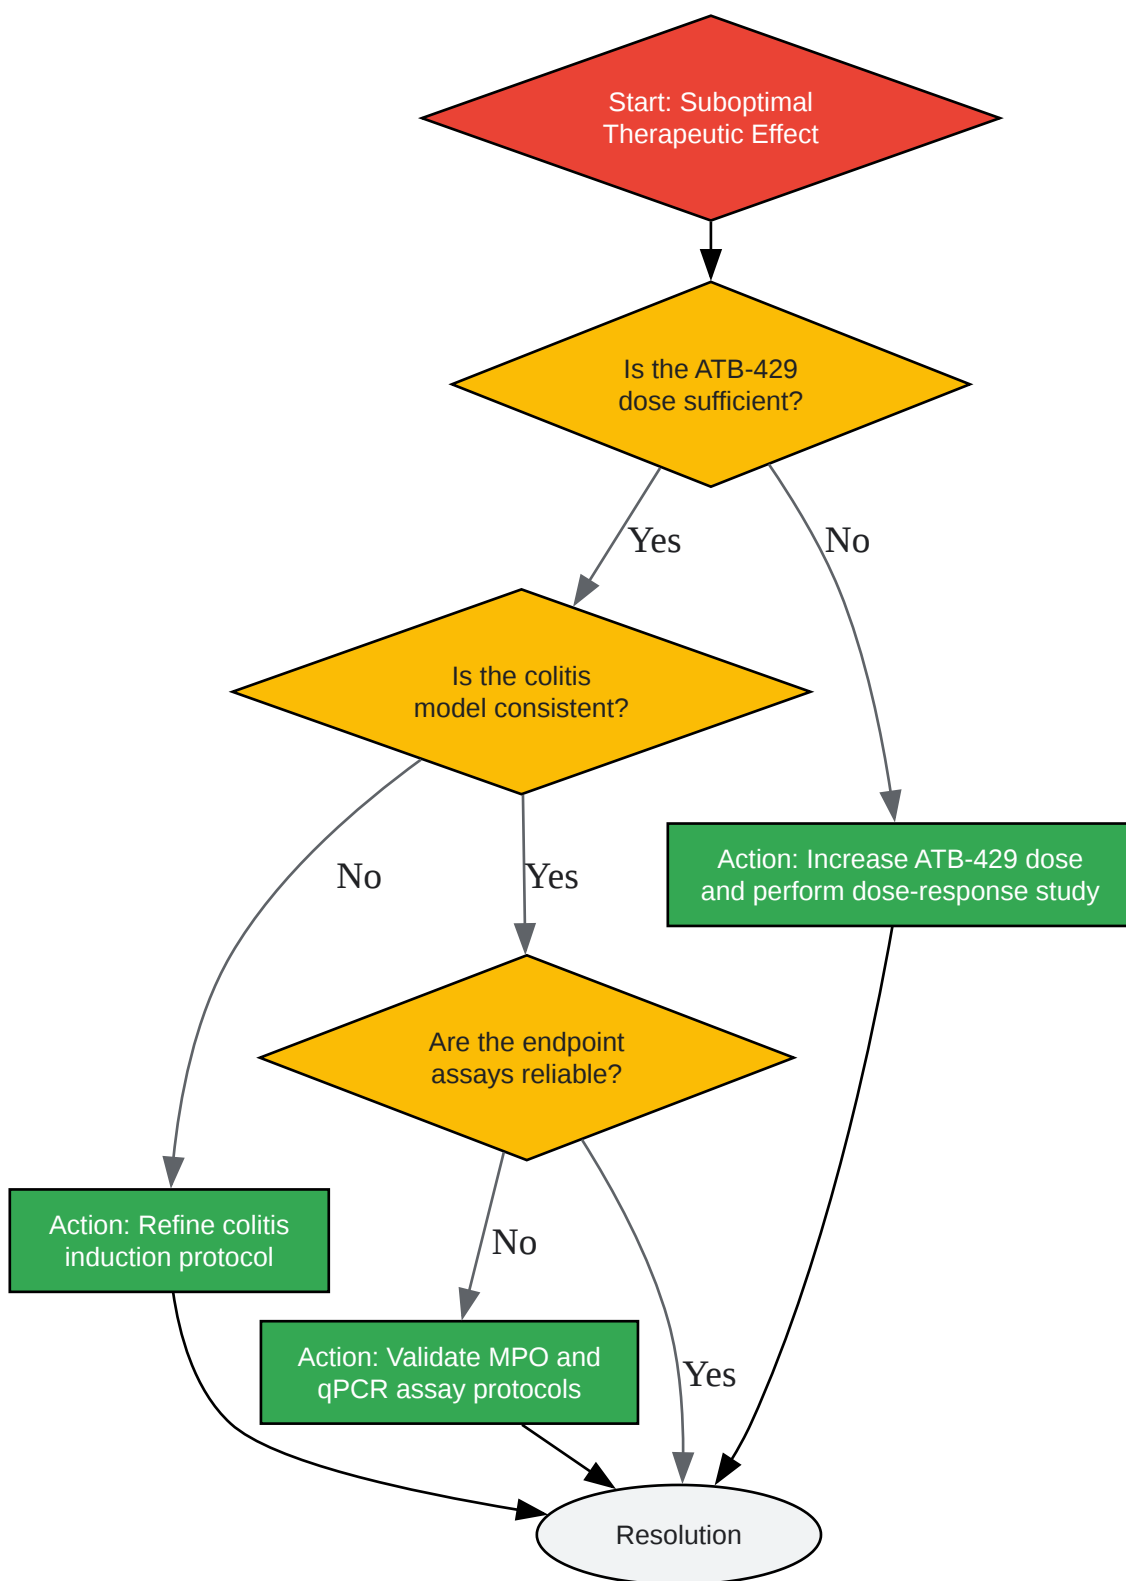 Start: Suboptimal
Therapeutic Effect
Is the ATB-429
dose sufficient?
Yes
No
Is the colitis
model consistent?
Action: Increase ATB-429 dose
and perform dose-response study
No
Yes
Are the endpoint
assays reliable?
Action: Refine colitis
induction protocol
No
Action: Validate MPO and
qPCR assay protocols
Yes
Resolution